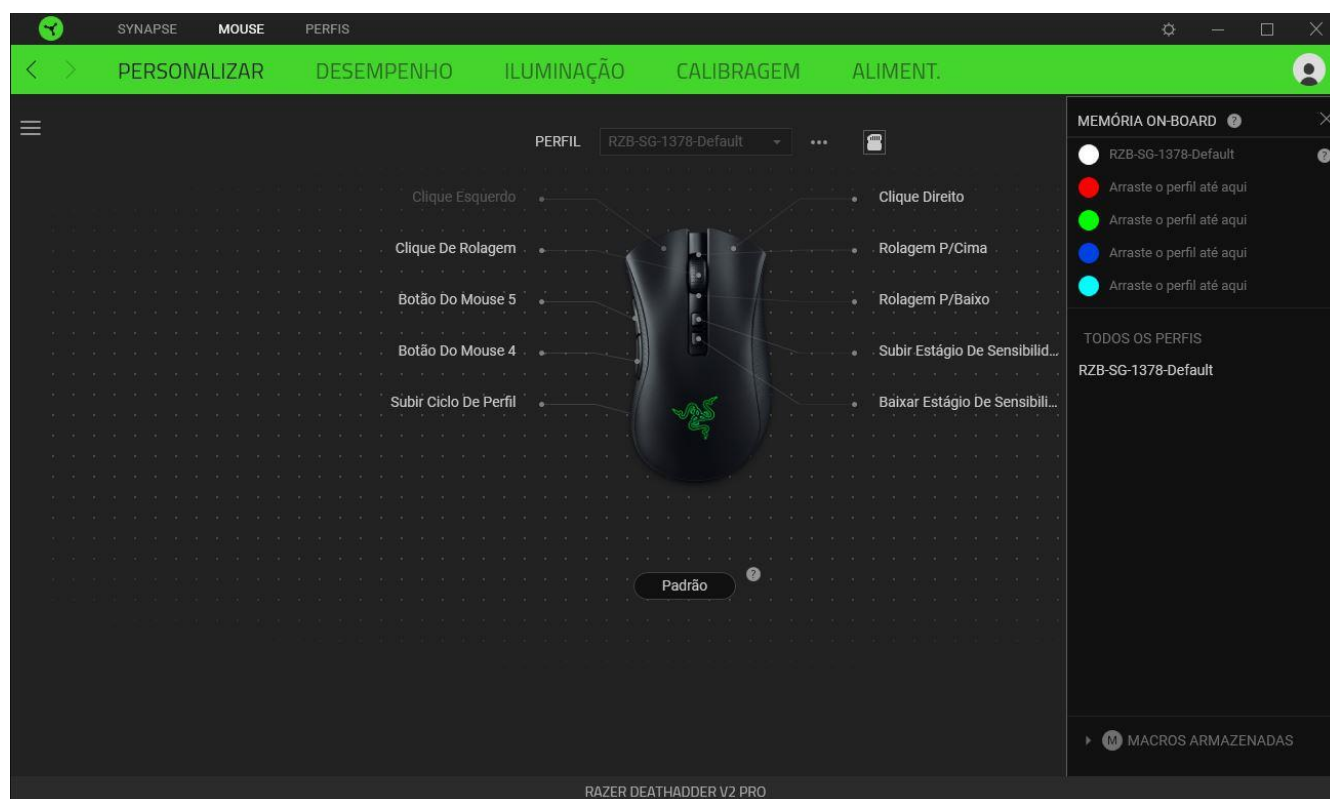 SYNAPSE MOUSE PERFIS
PERSONALIZAR DESEMPENHO ILUMINAÇÃO CALIBRAGEM ALIMENT.
PERFIL RZB-SG-1378-Default
Clique Esquerdo
Clique De Rolagem
Botão Do Mouse 5
Botão Do Mouse 4
Subir Ciclo De Perfil
Clique Direito
Rolagem P/Cima
Rolagem P/Baixo
Subir Estágio De Sensibilid...
Baixar Estágio De Sensibili...
Padrão ?
MEMÓRIA ON-BOARD ?
RZB-SG-1378-Default ?
Arraste o perfil até aqui
Arraste o perfil até aqui
Arraste o perfil até aqui
Arraste o perfil até aqui
TODOS OS PERFIS
RZB-SG-1378-Default
M MACROS ARMAZENADAS
RAZER DEATHADDER V2 PRO